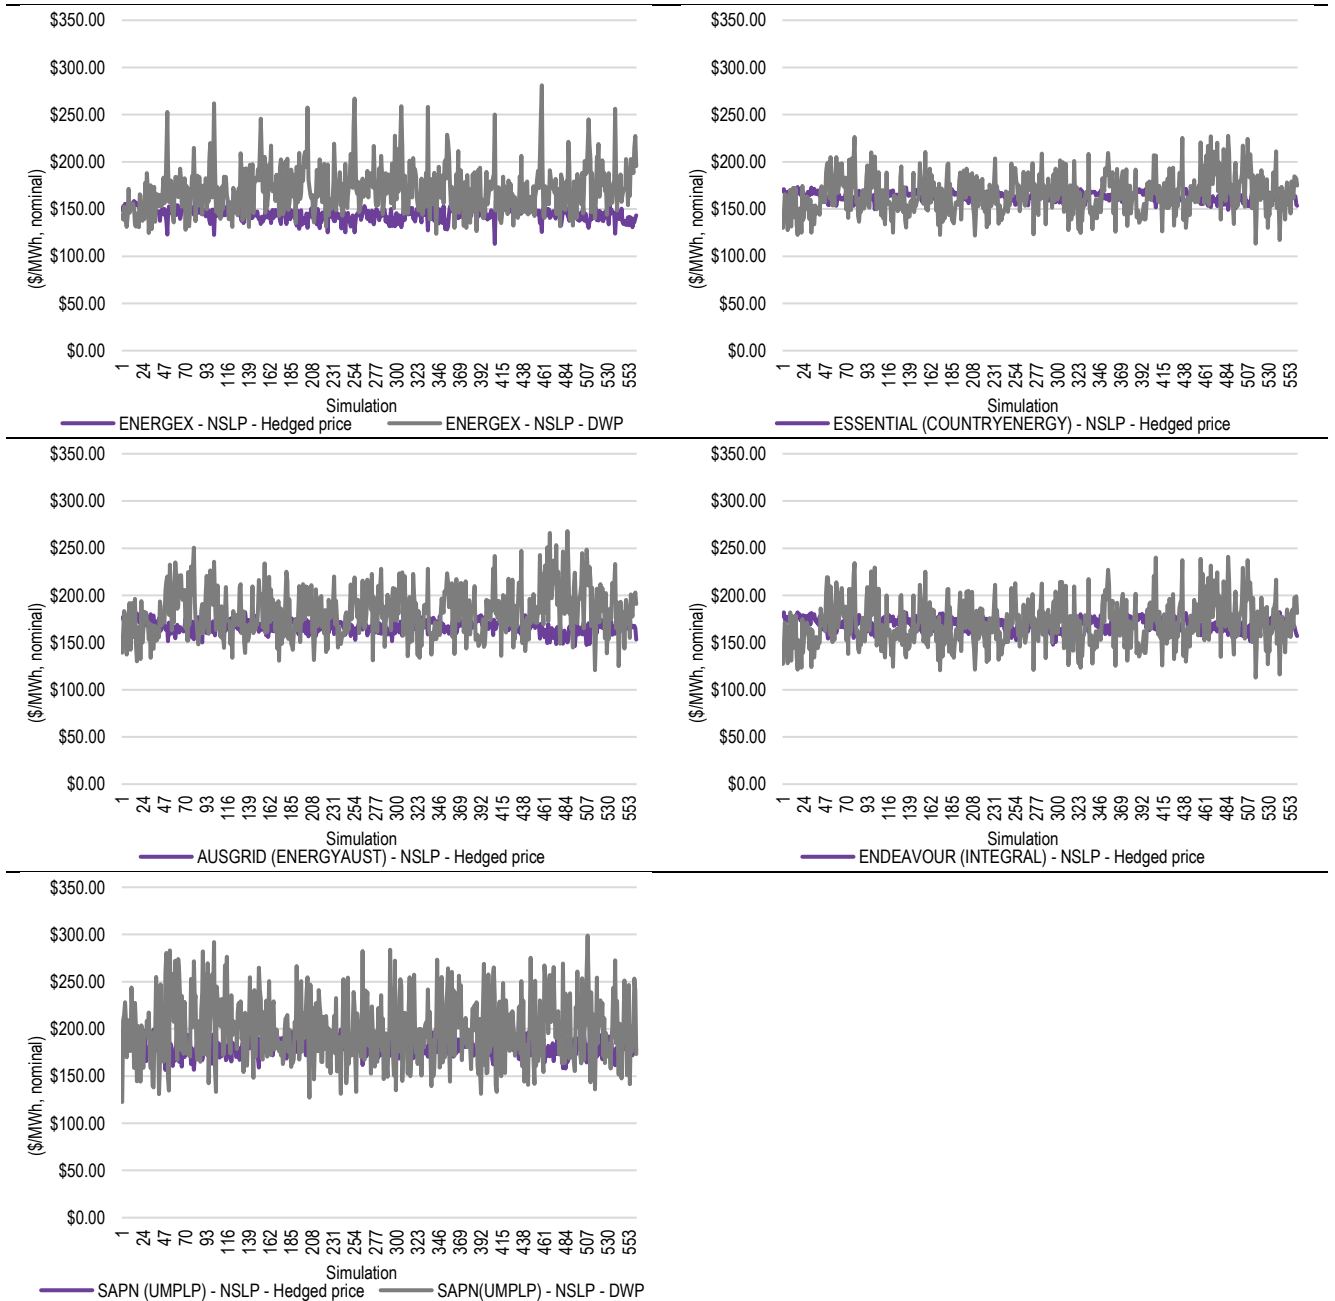 $350.00
$300.00
$250.00
$200.00
$150.00
$100.00
$50.00
$0.00
($/MWh, nominal)
1 24 47 70 93 116 139 162 185 208 231 254 277 300 323 346 369 392 415 438 461 484 507 530 553
Simulation
ENERGEX - NSLP - Hedged price ENERGEX - NSLP - DWP
$350.00
$300.00
$250.00
$200.00
$150.00
$100.00
$50.00
$0.00
($/MWh, nominal)
1 24 47 70 93 116 139 162 185 208 231 254 277 300 323 346 369 392 415 438 461 484 507 530 553
Simulation
ESSENTIAL (COUNTRYENERGY) - NSLP - Hedged price
$350.00
$300.00
$250.00
$200.00
$150.00
$100.00
$50.00
$0.00
($/MWh, nominal)
1 24 47 70 93 116 139 162 185 208 231 254 277 300 323 346 369 392 415 438 461 484 507 530 553
Simulation
AUSGRID (ENERGYAUST) - NSLP - Hedged price
$350.00
$300.00
$250.00
$200.00
$150.00
$100.00
$50.00
$0.00
($/MWh, nominal)
1 24 47 70 93 116 139 162 185 208 231 254 277 300 323 346 369 392 415 438 461 484 507 530 553
Simulation
ENDEAVOUR (INTEGRAL) - NSLP - Hedged price
$350.00
$300.00
$250.00
$200.00
$150.00
$100.00
$50.00
$0.00
($/MWh, nominal)
1 24 47 70 93 116 139 162 185 208 231 254 277 300 323 346 369 392 415 438 461 484 507 530 553
Simulation
SAPN (UMPLP) - NSLP - Hedged price SAPN(UMPLP) - NSLP - DWP